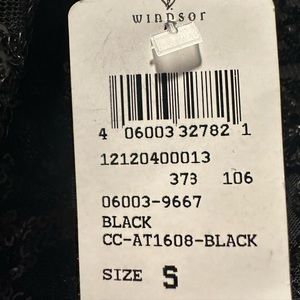 WINDSOR
4 06003 32782 1
12120400013
373 106
06003-9667
BLACK
CC-AT1608-BLACK
SIZE S